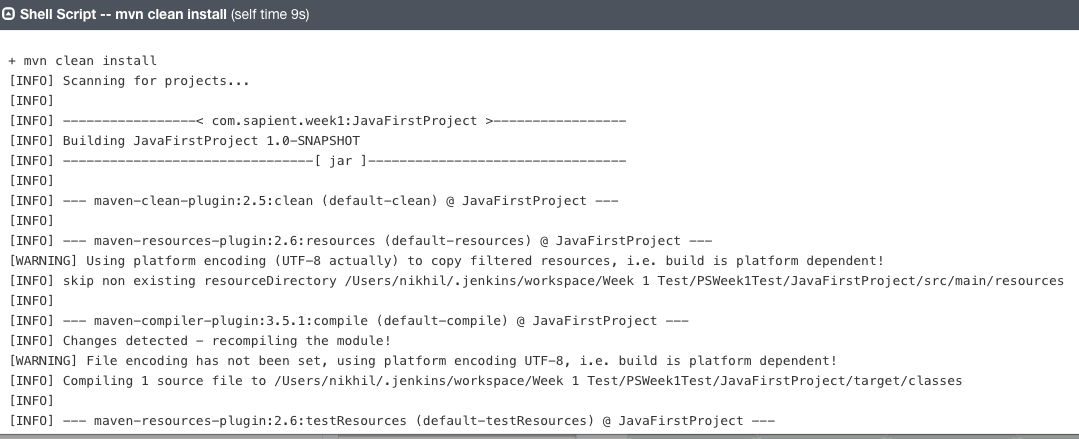 Shell Script -- mvn clean install (self time 9s)
+ mvn clean install
[INFO] Scanning for projects...
[INFO]
[INFO] -----------------< com.sapient.week1:JavaFirstProject >-----------------
[INFO] Building JavaFirstProject 1.0-SNAPSHOT
[INFO] --------------------------------[ jar ]---------------------------------
[INFO]
[INFO] --- maven-clean-plugin:2.5:clean (default-clean) @ JavaFirstProject ---
[INFO]
[INFO] --- maven-resources-plugin:2.6:resources (default-resources) @ JavaFirstProject ---
[WARNING] Using platform encoding (UTF-8 actually) to copy filtered resources, i.e. build is platform dependent!
[INFO] skip non existing resourceDirectory /Users/nikhil/.jenkins/workspace/Week 1 Test/PSWeek1Test/JavaFirstProject/src/main/resources
[INFO]
[INFO] --- maven-compiler-plugin:3.5.1:compile (default-compile) @ JavaFirstProject ---
[INFO] Changes detected - recompiling the module!
[WARNING] File encoding has not been set, using platform encoding UTF-8, i.e. build is platform dependent!
[INFO] Compiling 1 source file to /Users/nikhil/.jenkins/workspace/Week 1 Test/PSWeek1Test/JavaFirstProject/target/classes
[INFO]
[INFO] --- maven-resources-plugin:2.6:testResources (default-testResources) @ JavaFirstProject ---